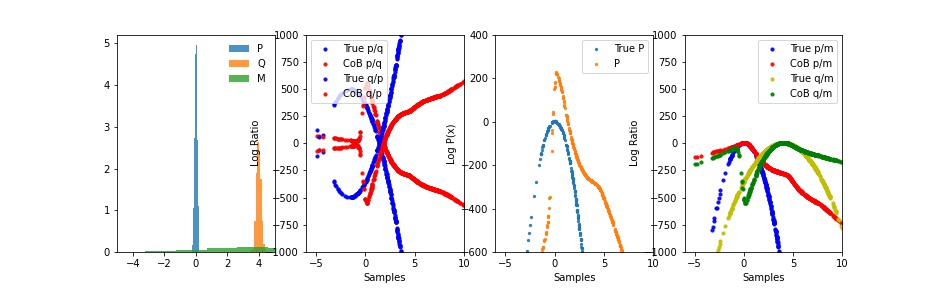 5
4
3
2
1
0
−4 −2 0 2 4
P
Q
M
Log Ratio
1000
750
500
250
0
−250
−500
−750
1000
−5 0 5 10
Samples
True p/q
CoB p/q
True q/p
CoB q/p
Log P(x)
400
200
0
−200
−400
−600
−5 0 5 10
Samples
True P
P
Log Ratio
1000
750
500
250
0
−250
−500
−750
1000
−5 0 5 10
Samples
True p/m
CoB p/m
True q/m
CoB q/m